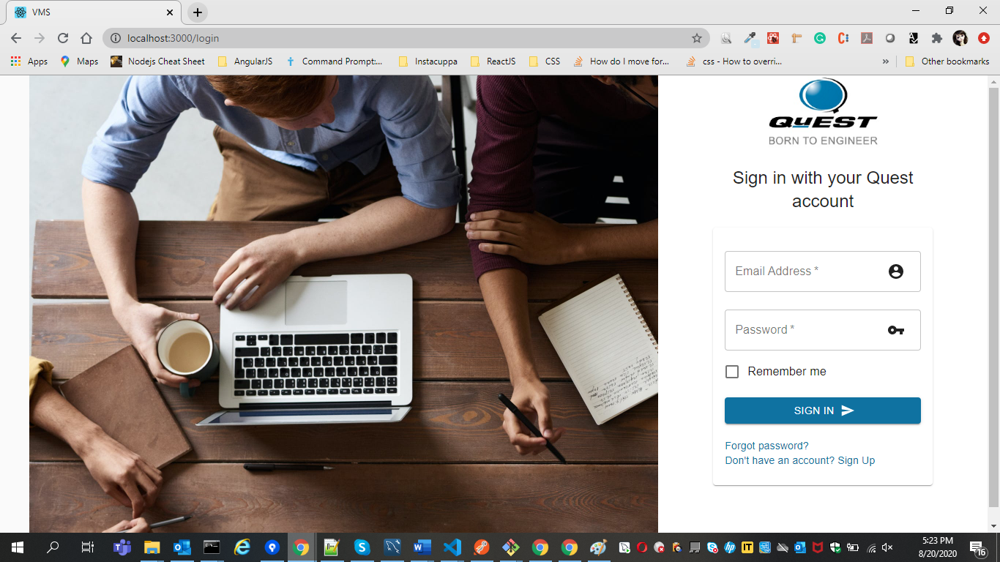 VMS
localhost:3000/login
Apps
Maps
Nodejs Cheat Sheet
AngularJS
Command Prompt:...
Instacuppa
ReactJS
CSS
How do I move for...
css - How to overri...
»
Other bookmarks
QuEST
BORN TO ENGINEER
Sign in with your Quest
account
Email Address *
Password *
Remember me
SIGN IN
Forgot password?
Don't have an account? Sign Up
5:23 PM
8/20/2020
16